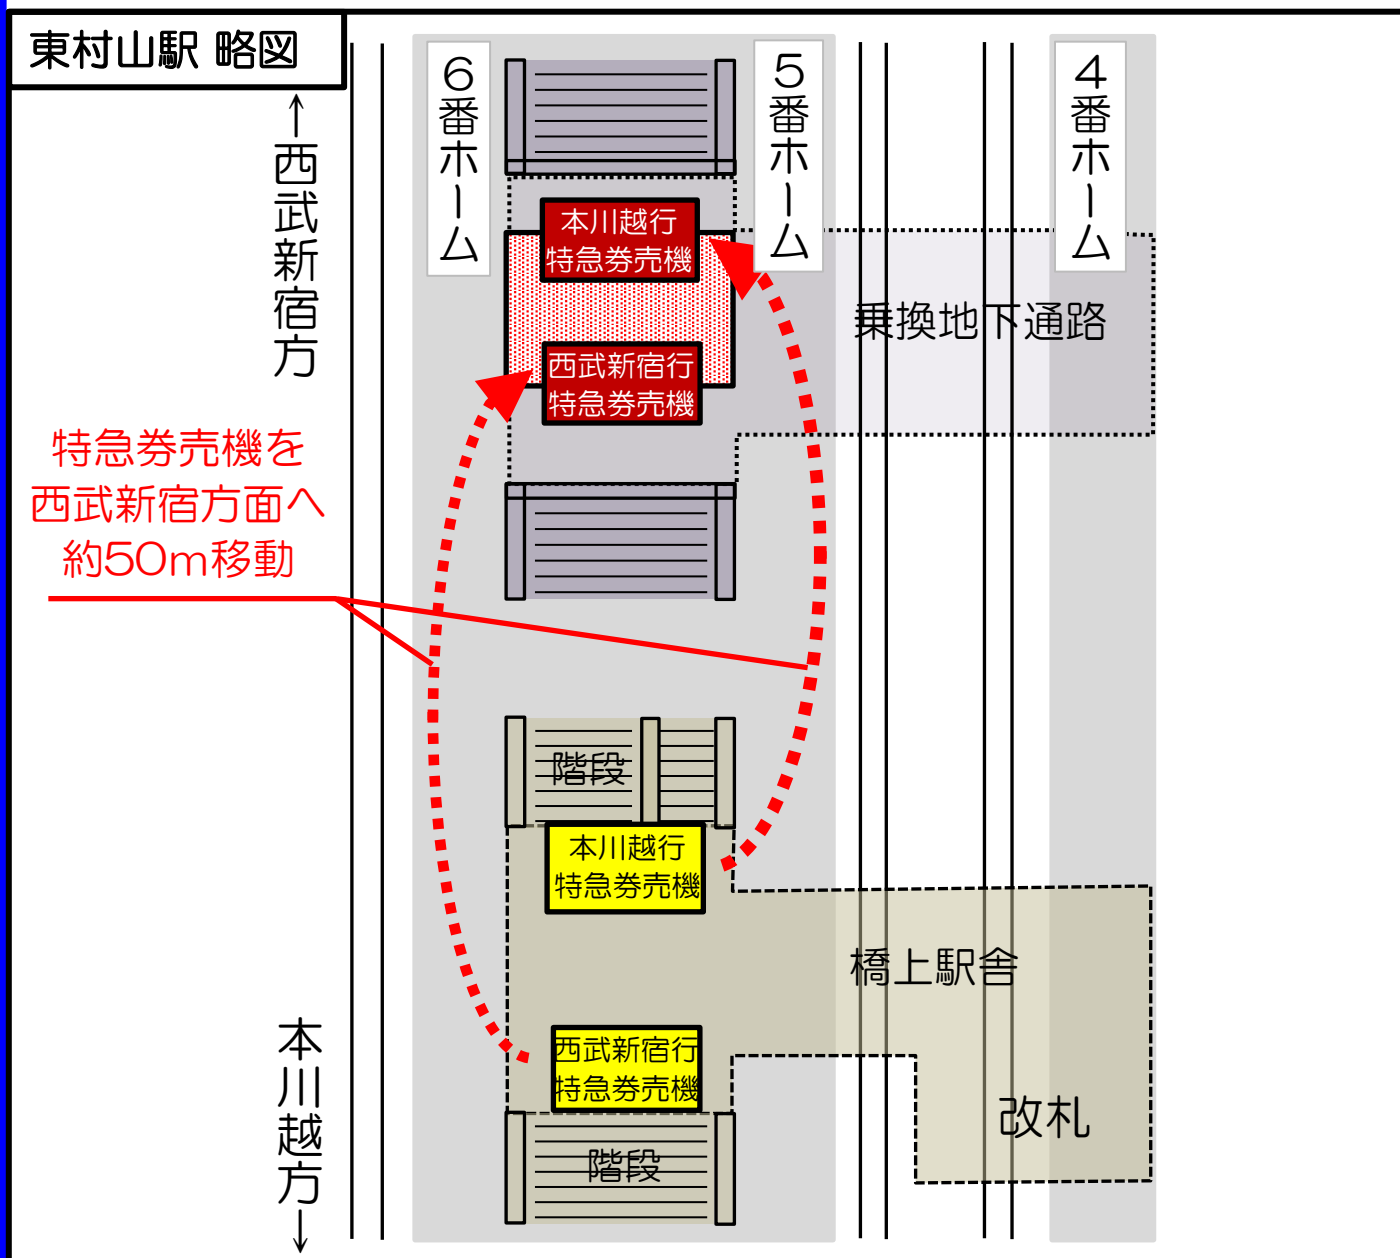 東村山駅 略図
←西武新宿方
6番ホーム
5番ホーム
4番ホーム
本川越行
特急券売機
西武新宿行
特急券売機
乗換地下通路
特急券売機を
西武新宿方面へ
約50m移動
階段
本川越行
特急券売機
橋上駅舎
西武新宿行
特急券売機
改札
階段
本川越方→